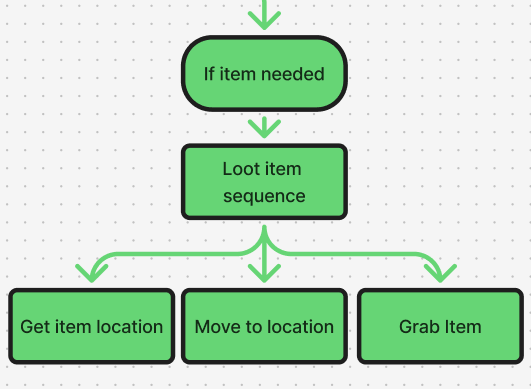 If item needed
Loot item
sequence
Get item location
Move to location
Grab Item